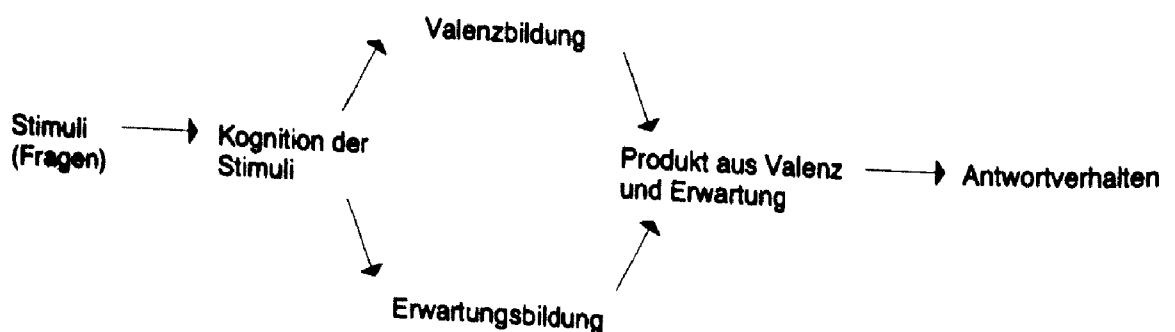 Valenzbildung
Stimuli
(Fragen)
Kognition der
Stimuli
Produkt aus Valenz
und Erwartung
Antwortverhalten
Erwartungsbildung